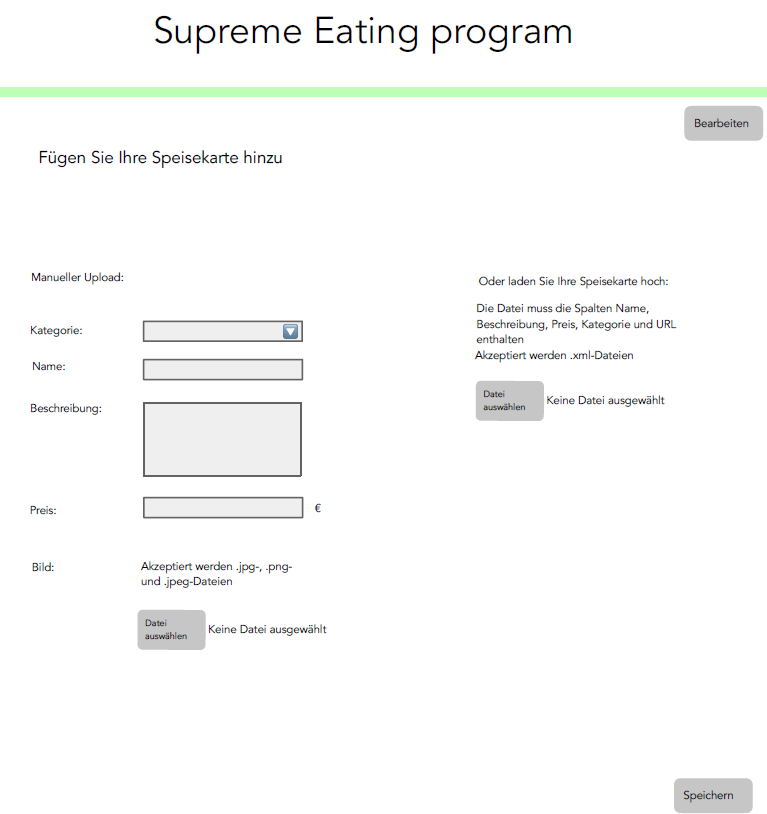 Supreme Eating program
Bearbeiten
Fügen Sie Ihre Speisekarte hinzu
Manueller Upload:
Kategorie:
Name:
Beschreibung:
Preis:
€
Bild:
Akzeptiert werden .jpg-, .png-
und .jpeg-Dateien
Datei
auswählen
Keine Datei ausgewählt
Oder laden Sie Ihre Speisekarte hoch:
Die Datei muss die Spalten Name,
Beschreibung, Preis, Kategorie und URL
enthalten
Akzeptiert werden .xml-Dateien
Datei
auswählen
Keine Datei ausgewählt
Speichern